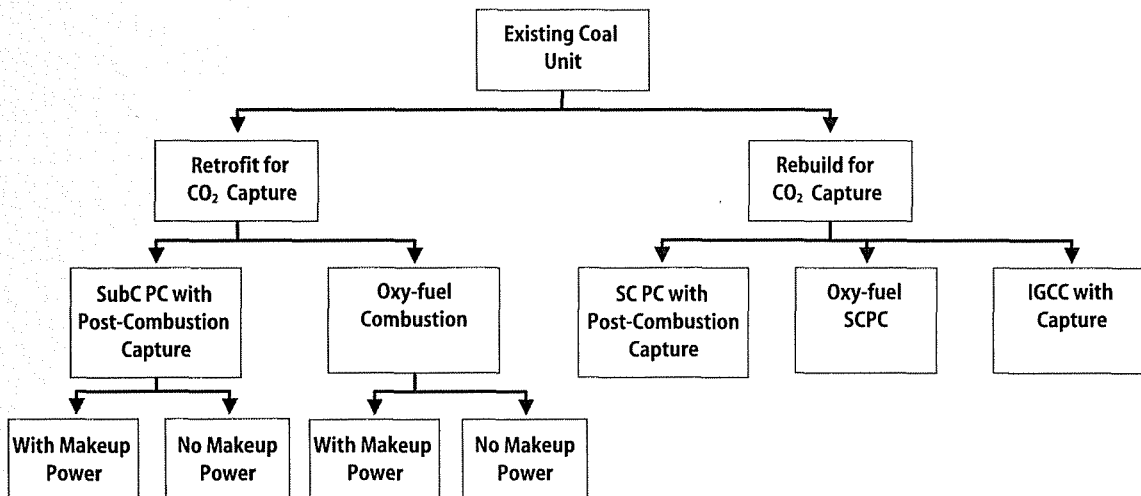 Existing Coal
Unit
Retrofit for
CO₂ Capture
Rebuild for
CO₂ Capture
SubC PC with
Post-Combustion
Capture
Oxy-fuel
Combustion
SC PC with
Post-Combustion
Capture
Oxy-fuel
SCPC
IGCC with
Capture
With Makeup
Power
No Makeup
Power
With Makeup
Power
No Makeup
Power